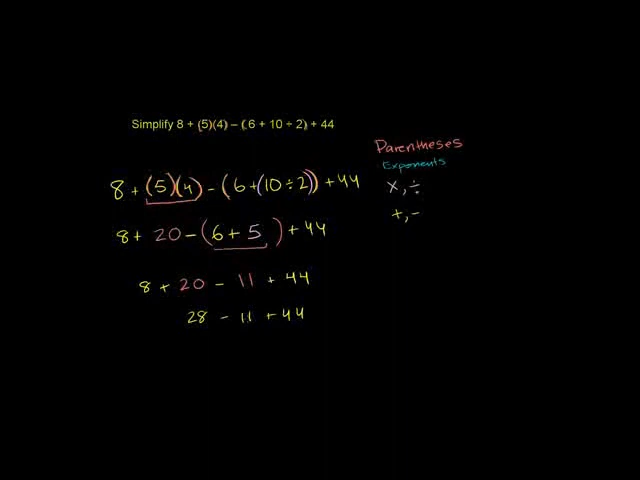 Simplify 8 + (5)(4) – (6 + 10 ÷ 2) + 44
Parentheses
Exponents
x, ÷
+, -
8 + (5)(4) - (6 + (10 ÷ 2)) + 44
8 + 20 - (6 + 5) + 44
8 + 20 - 11 + 44
28 - 11 + 44